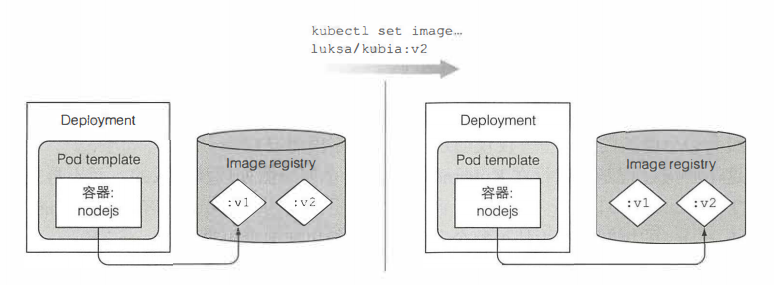 kubectl set image…
luksa/kubia:v2
Deployment
Pod template
容器:
nodejs
Image registry
:v1
:v2
Deployment
Pod template
容器:
nodejs
Image registry
:v1
:v2